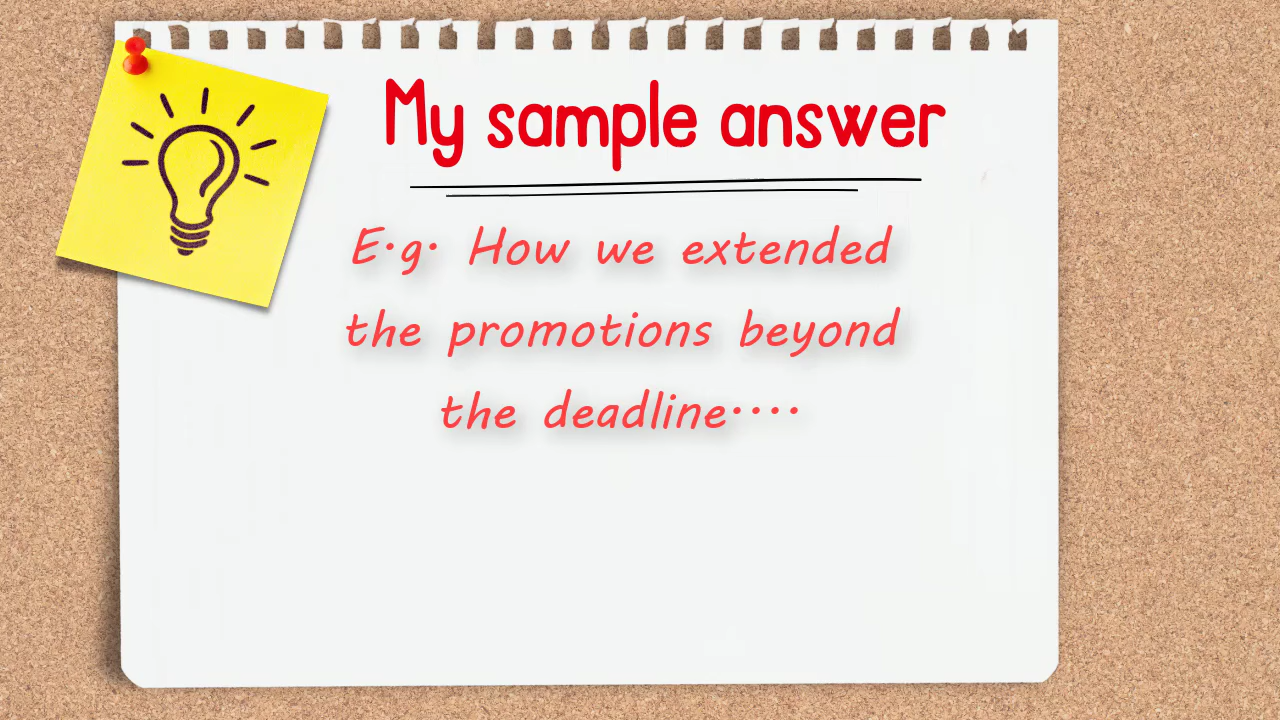 My sample answer
E.g. How we extended
the promotions beyond
the deadline....